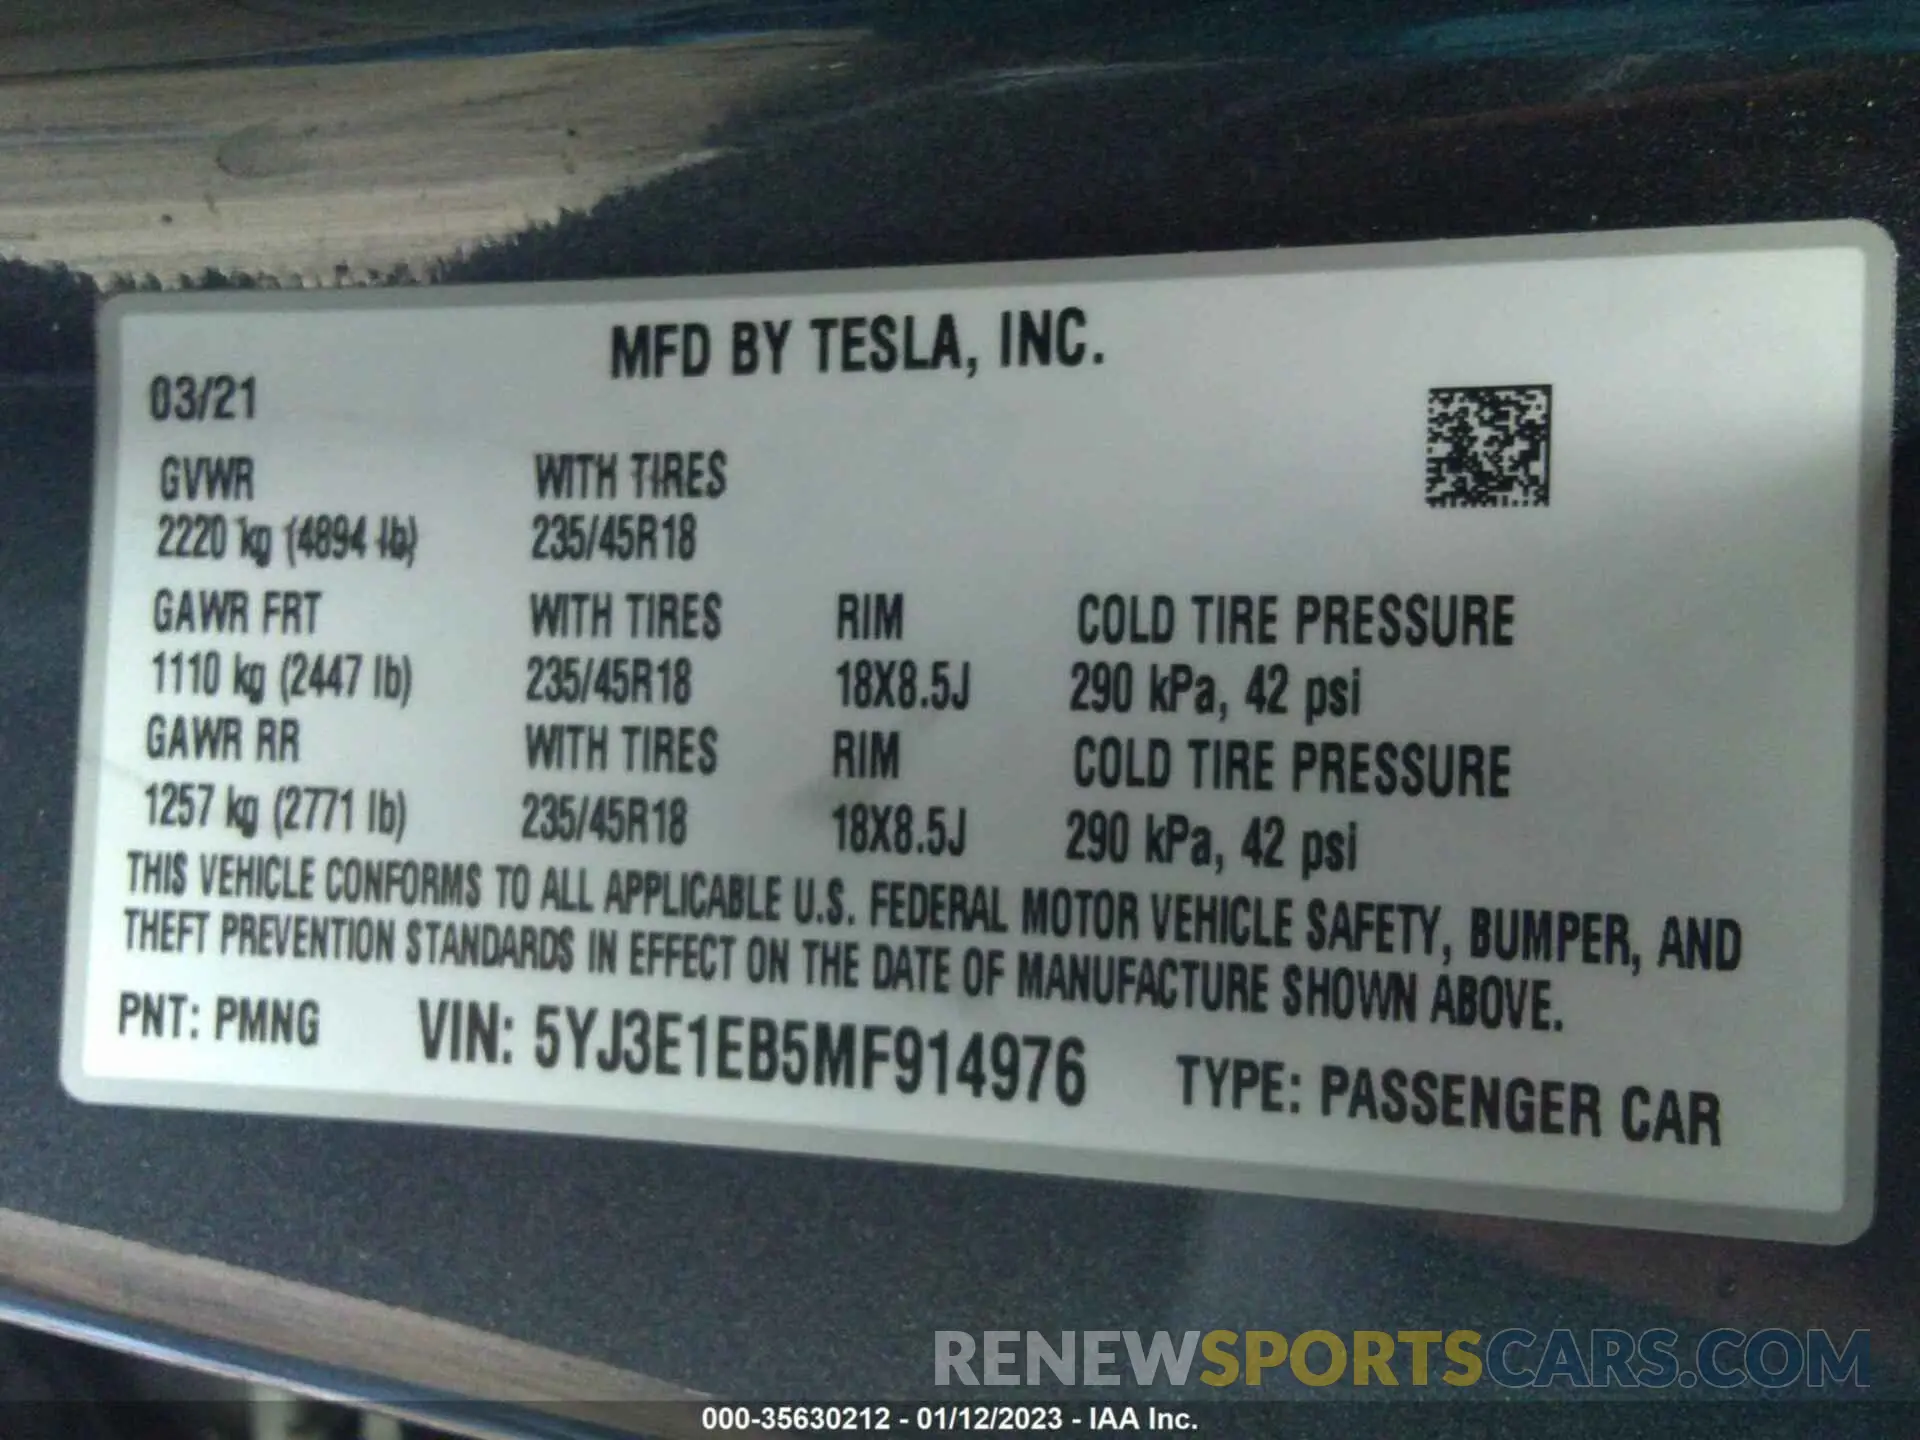 MFD BY TESLA, INC.
03/21
GVWR WITH TIRES
2220 kg (4894 lb) 235/45R18
GAWR FRT WITH TIRES RIM COLD TIRE PRESSURE
1110 kg (2447 lb) 235/45R18 18X8.5J 290 kPa, 42 psi
GAWR RR WITH TIRES RIM COLD TIRE PRESSURE
1257 kg (2771 lb) 235/45R18 18X8.5J 290 kPa, 42 psi
THIS VEHICLE CONFORMS TO ALL APPLICABLE U.S. FEDERAL MOTOR VEHICLE SAFETY, BUMPER, AND
THEFT PREVENTION STANDARDS IN EFFECT ON THE DATE OF MANUFACTURE SHOWN ABOVE.
PNT: PMNG VIN: 5YJ3E1EB5MF914976 TYPE: PASSENGER CAR
RENEWSPORTSCARS.COM
000-35630212 - 01/12/2023 - IAA Inc.